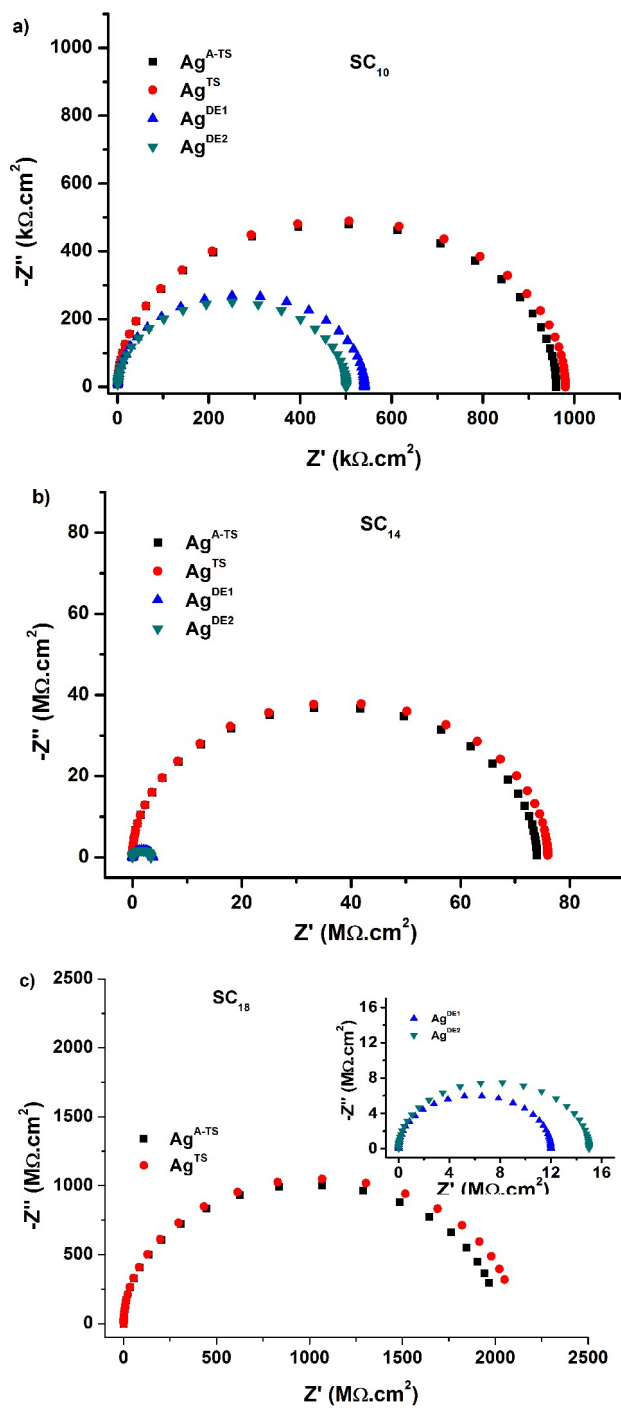 a)
SC₁₀
Ag^A-TS
Ag^TS
Ag^DE1
Ag^DE2
1000
800
600
400
200
0
-Z'' (kΩ.cm²)
0 200 400 600 800 1000
Z' (kΩ.cm²)
b)
SC₁₄
Ag^A-TS
Ag^TS
Ag^DE1
Ag^DE2
80
60
40
20
0
-Z'' (MΩ.cm²)
0 20 40 60 80
Z' (MΩ.cm²)
c)
SC₁₈
Ag^A-TS
Ag^TS
2500
2000
1500
1000
500
0
-Z'' (MΩ.cm²)
0 500 1000 1500 2000 2500
Z' (MΩ.cm²)
Ag^DE1
Ag^DE2
16
12
8
4
0
-Z'' (MΩ.cm²)
0 4 8 12 16
Z' (MΩ.cm²)